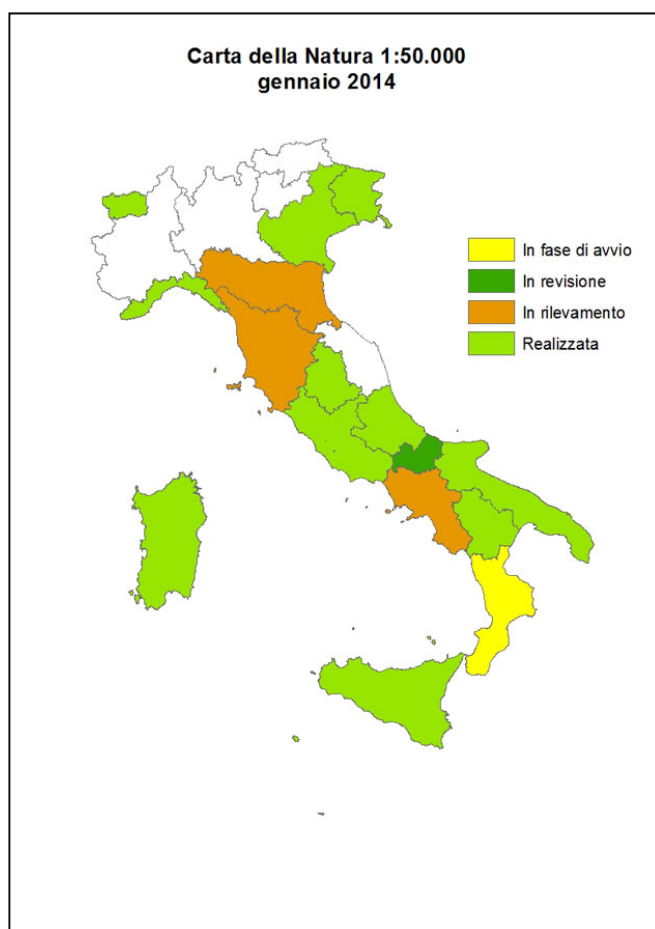 Carta della Natura 1:50.000
gennaio 2014
In fase di avvio
In revisione
In rilevamento
Realizzata